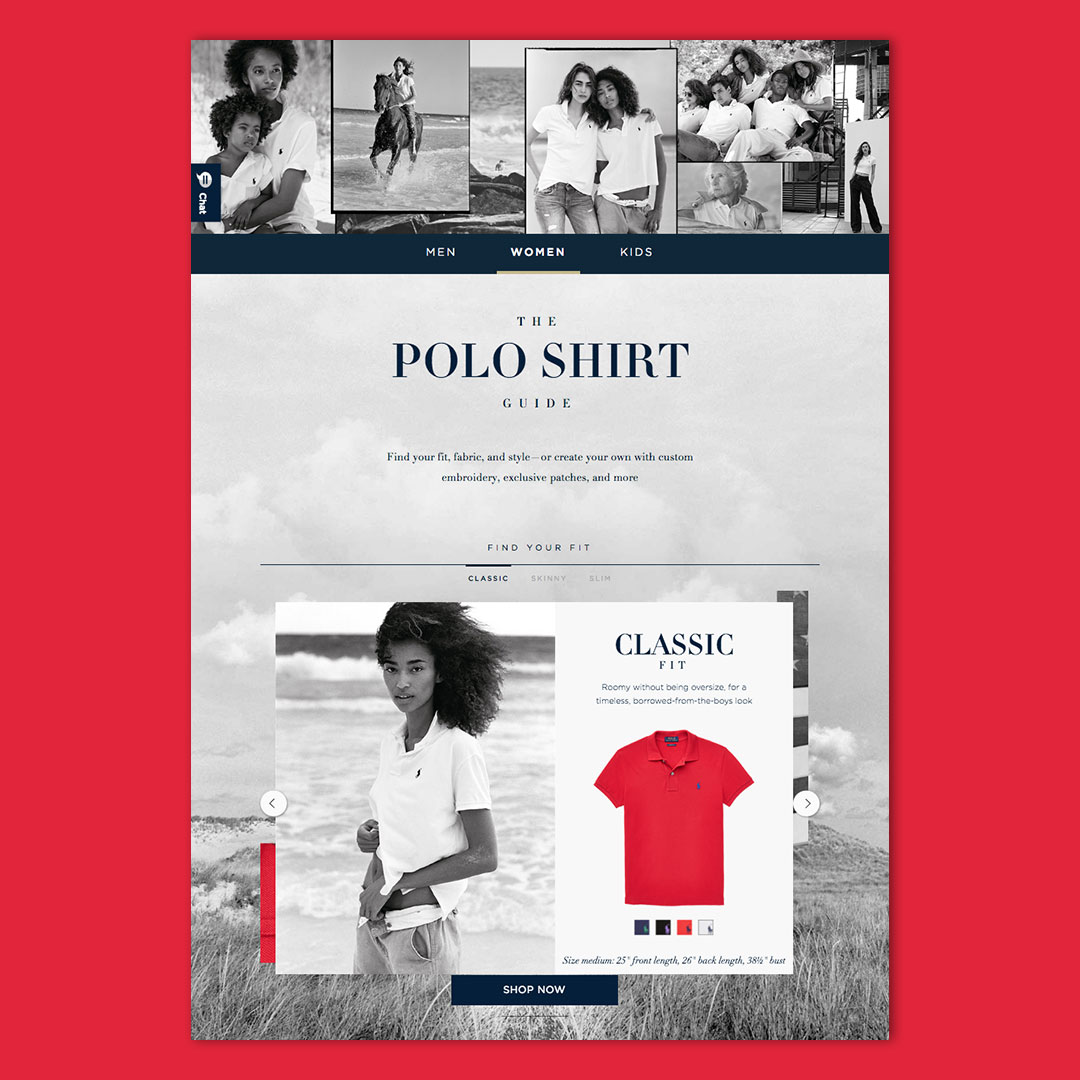 Chat
MEN WOMEN KIDS
THE
POLO SHIRT
GUIDE
Find your fit, fabric, and style—or create your own with custom
embroidery, exclusive patches, and more
FIND YOUR FIT
CLASSIC SKINNY SLIM
CLASSIC
FIT
Roomy without being oversize, for a
timeless, borrowed-from-the-boys look
Size medium: 25" front length, 26" back length, 38½" bust
SHOP NOW